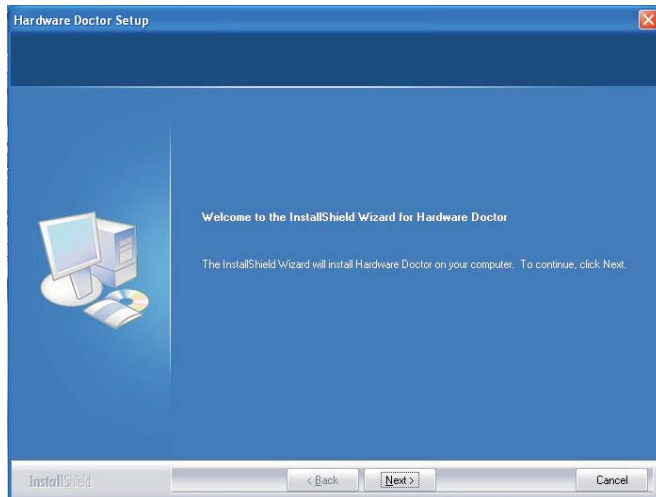 Hardware Doctor Setup
Welcome to the InstallShield Wizard for Hardware Doctor
The InstallShield Wizard will install Hardware Doctor on your computer. To continue, click Next.
InstallShield
< Back
Next >
Cancel